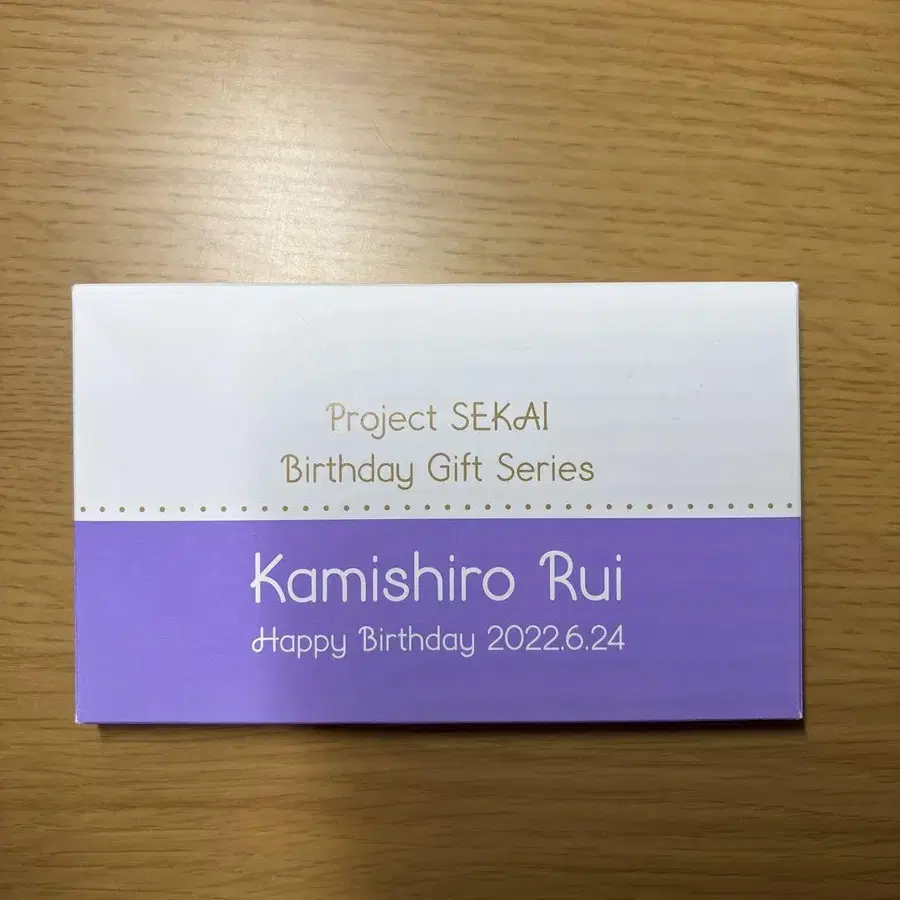 Project SEKAI
Birthday Gift Series
Kamishiro Rui
Happy Birthday 2022.6.24